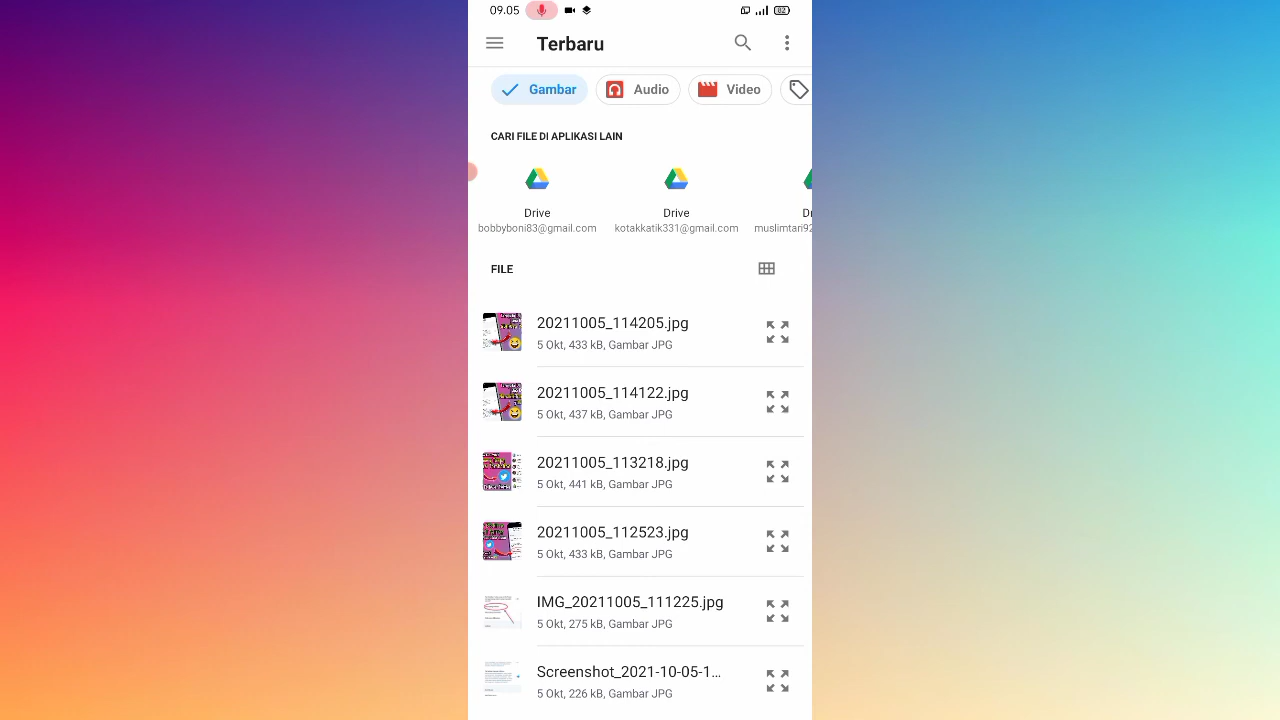 09.05
82
Terbaru
Gambar
Audio
Video
CARI FILE DI APLIKASI LAIN
Drive
bobbyboni83@gmail.com
Drive
kotakkatik331@gmail.com
muslimtari92
FILE
20211005_114205.jpg
5 Okt, 433 kB, Gambar JPG
20211005_114122.jpg
5 Okt, 437 kB, Gambar JPG
20211005_113218.jpg
5 Okt, 441 kB, Gambar JPG
20211005_112523.jpg
5 Okt, 433 kB, Gambar JPG
IMG_20211005_111225.jpg
5 Okt, 275 kB, Gambar JPG
Screenshot_2021-10-05-1...
5 Okt, 226 kB, Gambar JPG